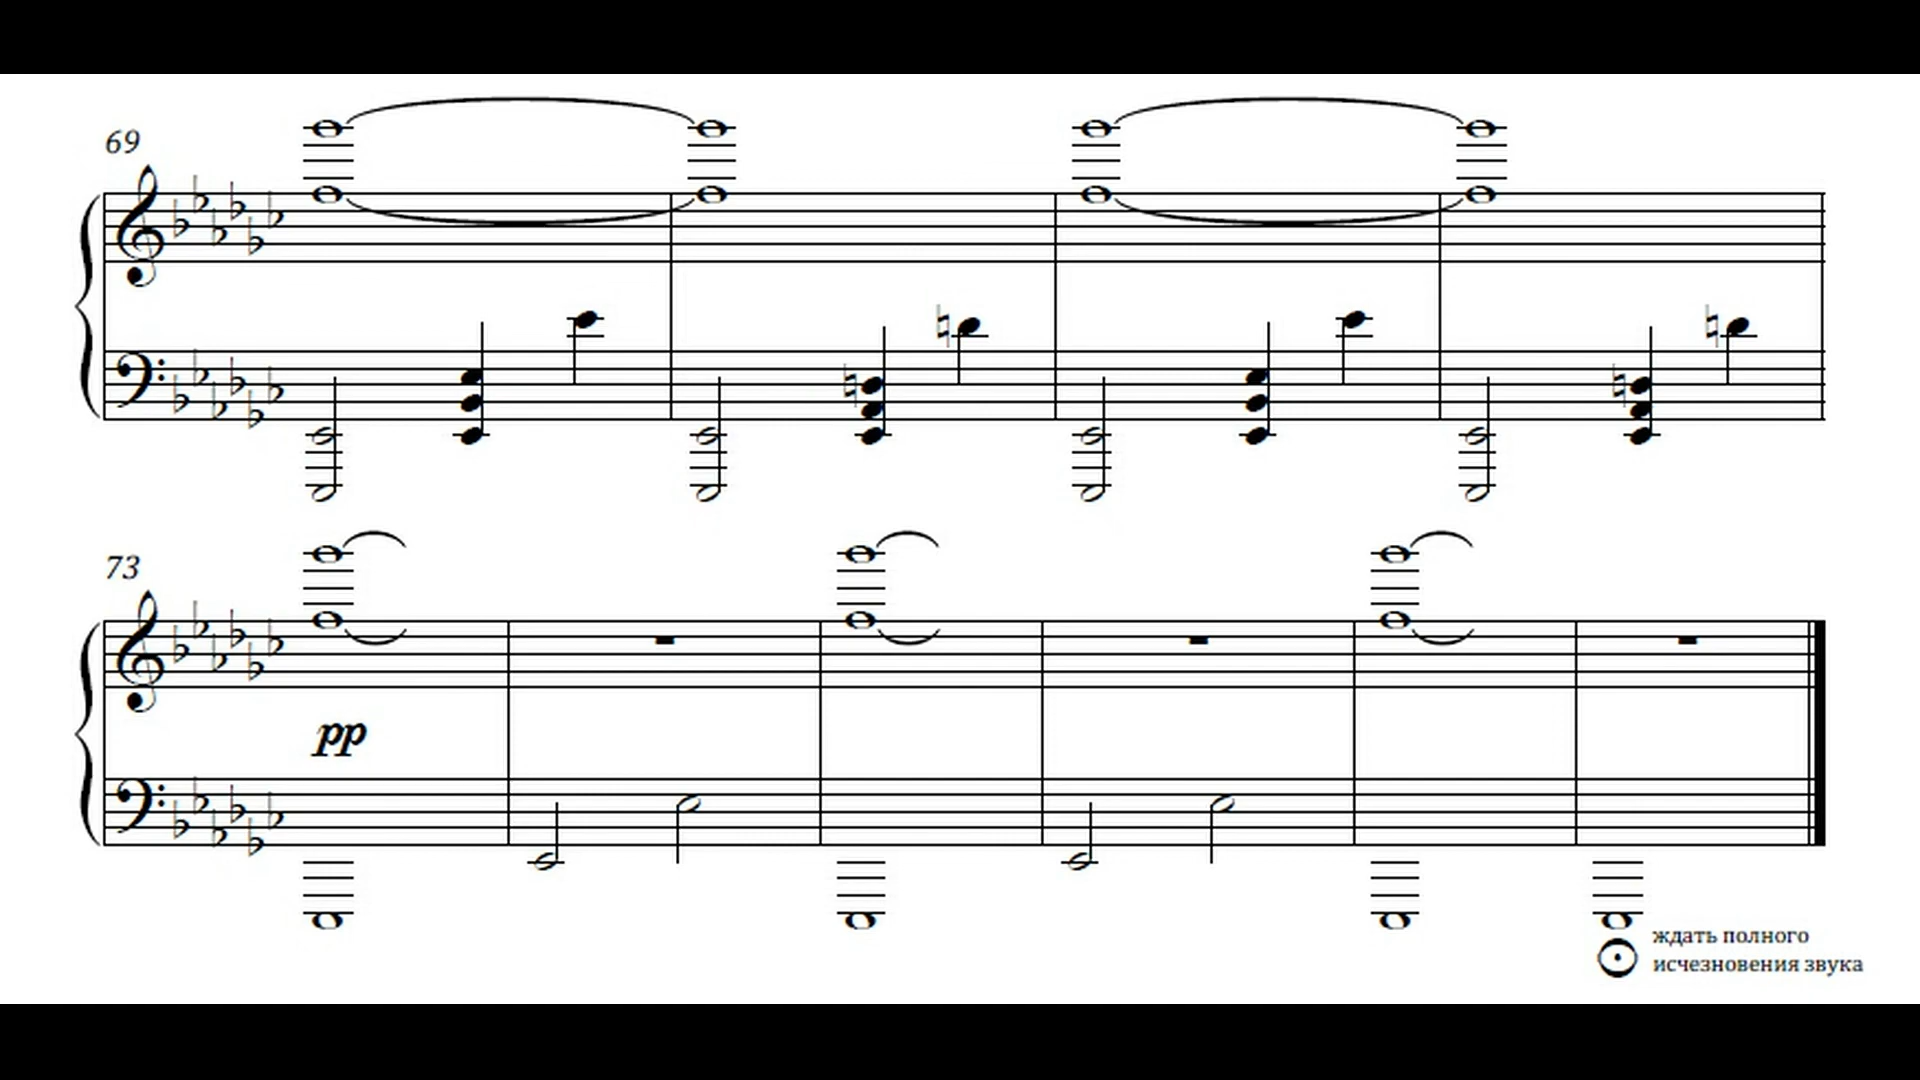 69
73
pp
ждать полного
исчезновения звука